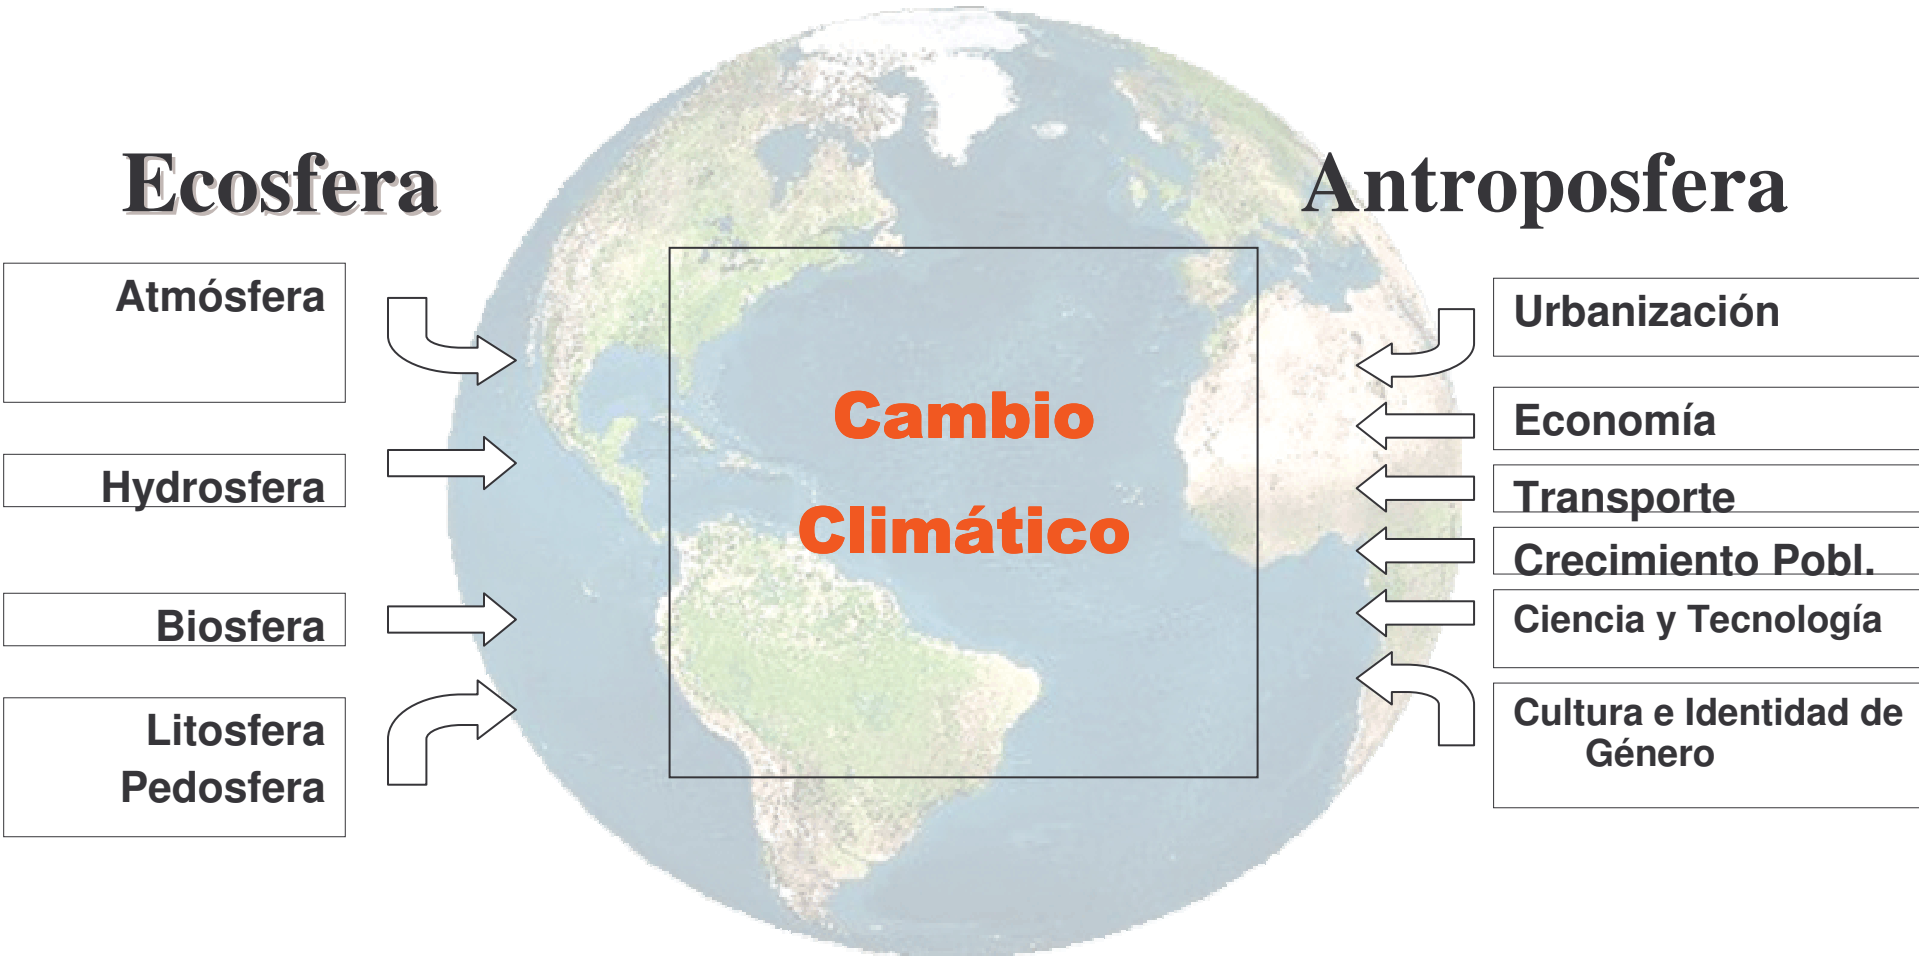 Ecosfera
Atmósfera
Hydrosfera
Biosfera
Litosfera
Pedosfera
Cambio
Climático
Antroposfera
Urbanización
Economía
Transporte
Crecimiento Pobl.
Ciencia y Tecnología
Cultura e Identidad de
Género